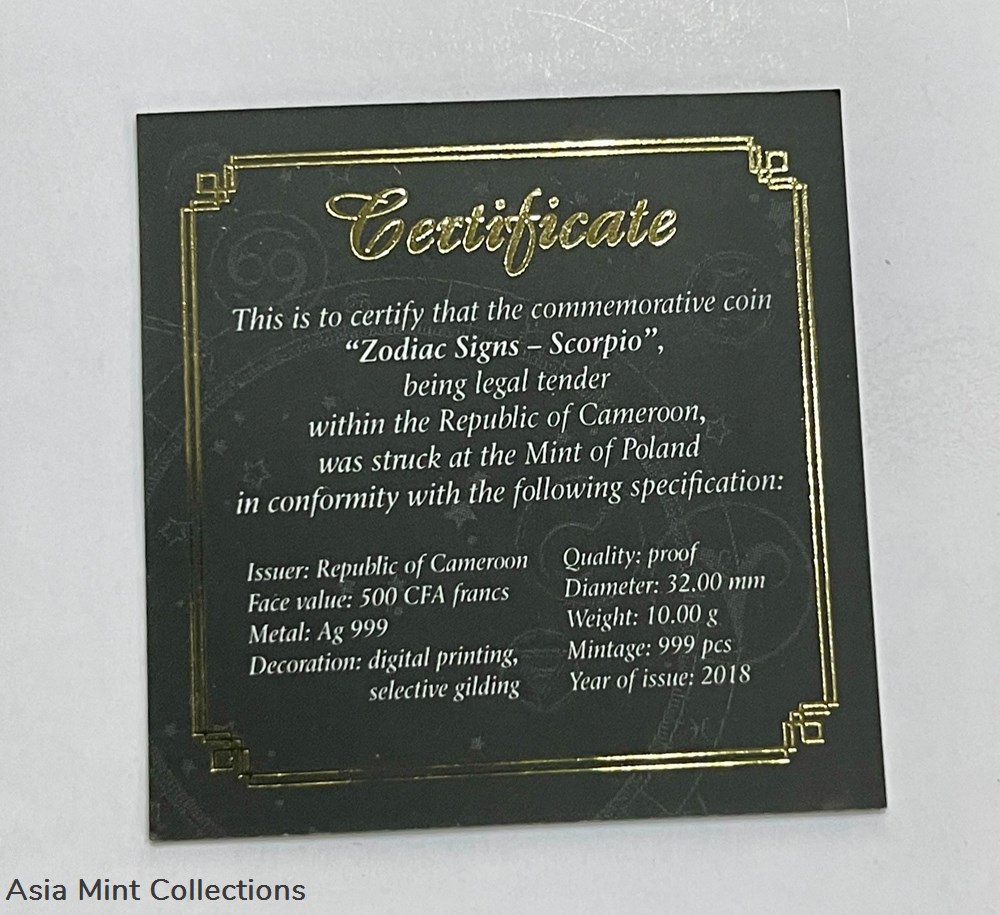 Certificate
This is to certify that the commemorative coin
“Zodiac Signs – Scorpio”,
being legal tender
within the Republic of Cameroon,
was struck at the Mint of Poland
in conformity with the following specification:
Issuer: Republic of Cameroon
Face value: 500 CFA francs
Metal: Ag 999
Decoration: digital printing,
selective gilding
Quality: proof
Diameter: 32.00 mm
Weight: 10.00 g
Mintage: 999 pcs
Year of issue: 2018
Asia Mint Collections